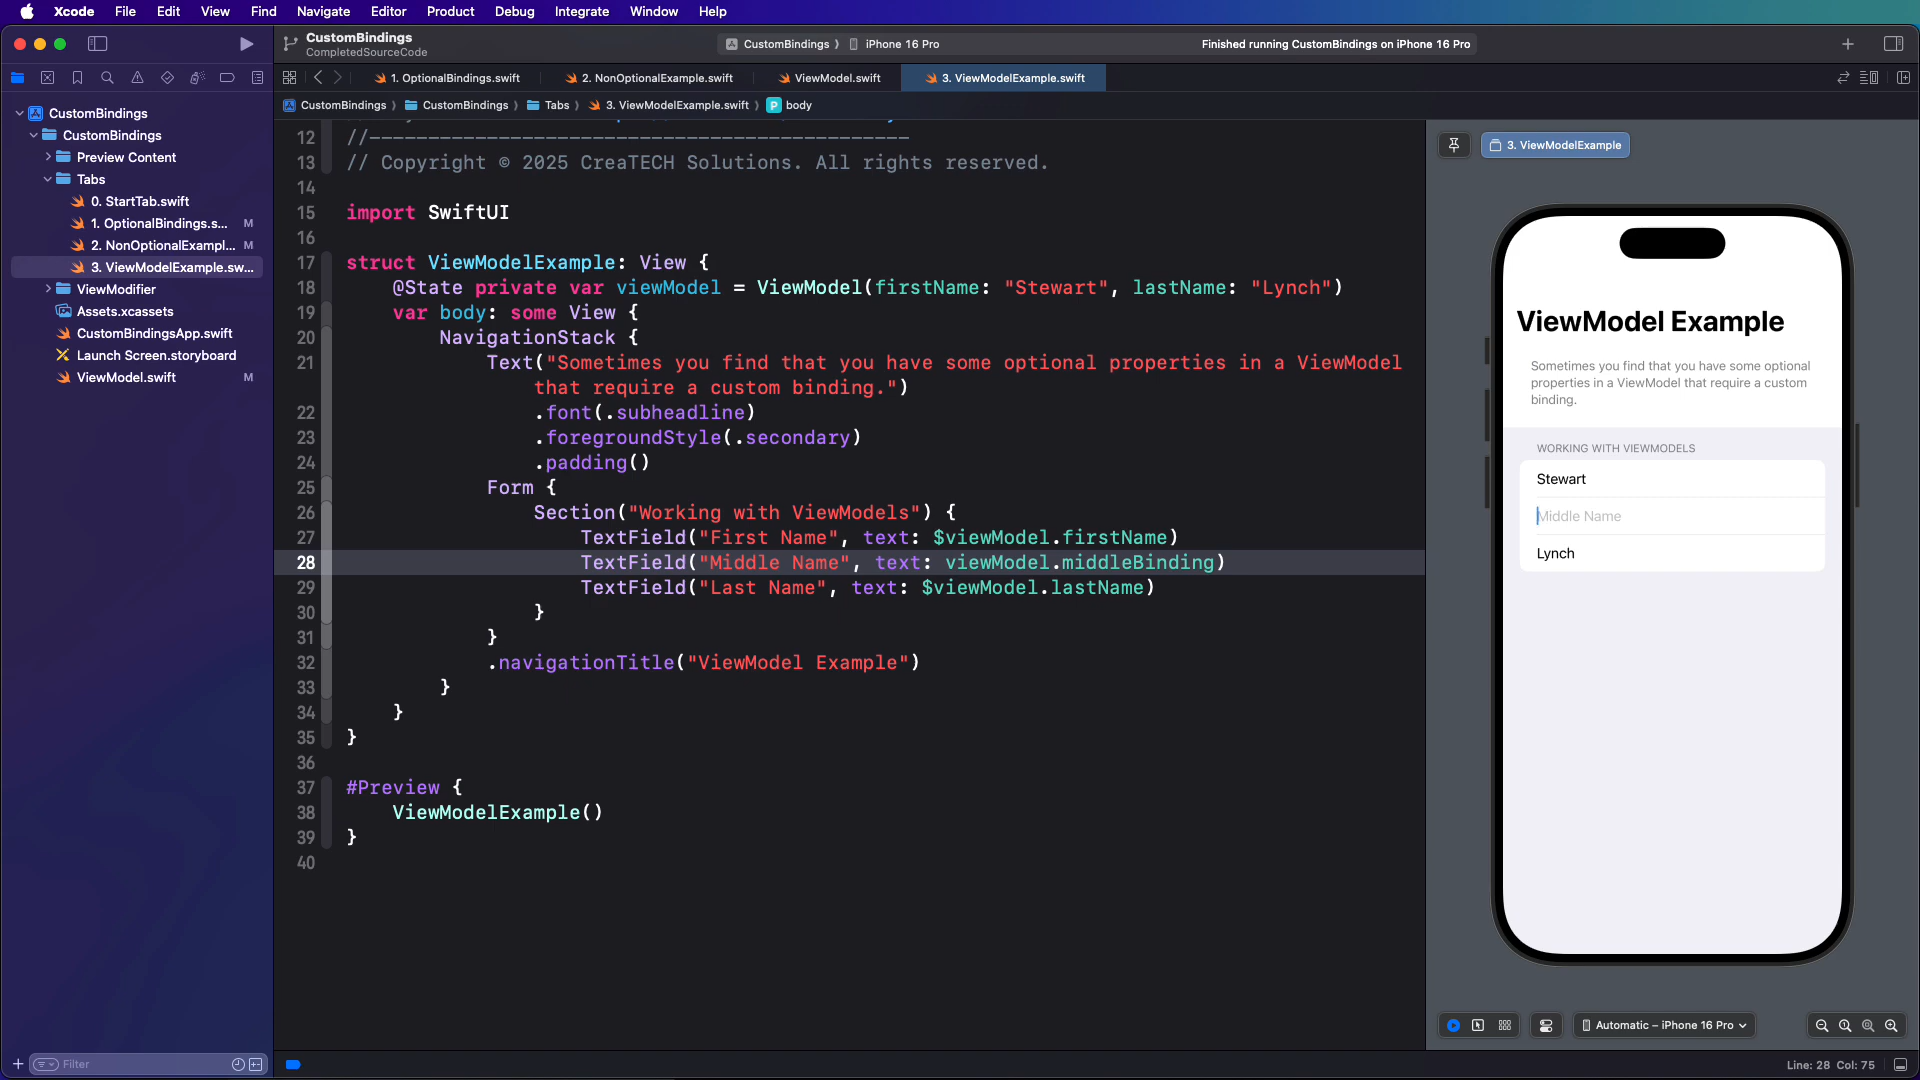 Xcode File Edit View Find Navigate Editor Product Debug Integrate Window Help
CustomBindings
CompletedSourceCode
CustomBindings 〉 iPhone 16 Pro
Finished running CustomBindings on iPhone 16 Pro
1. OptionalBindings.swift
2. NonOptionalExample.swift
ViewModel.swift
3. ViewModelExample.swift
CustomBindings 〉 CustomBindings 〉 Tabs 〉 3. ViewModelExample.swift 〉 P body
CustomBindings
CustomBindings
Preview Content
Tabs
0. StartTab.swift
1. OptionalBindings.s... M
2. NonOptionalExampl... M
3. ViewModelExample.sw...
ViewModifier
Assets.xcassets
CustomBindingsApp.swift
Launch Screen.storyboard
ViewModel.swift M
Filter
12 //----------------------------------------------
13 // Copyright © 2025 CreaTECH Solutions. All rights reserved.
14
15 import SwiftUI
16
17 struct ViewModelExample: View {
18 @State private var viewModel = ViewModel(firstName: "Stewart", lastName: "Lynch")
19 var body: some View {
20 NavigationStack {
21 Text("Sometimes you find that you have some optional properties in a ViewModel
that require a custom binding.")
22 .font(.subheadline)
23 .foregroundStyle(.secondary)
24 .padding()
25 Form {
26 Section("Working with ViewModels") {
27 TextField("First Name", text: $viewModel.firstName)
28 TextField("Middle Name", text: viewModel.middleBinding)
29 TextField("Last Name", text: $viewModel.lastName)
30 }
31 }
32 .navigationTitle("ViewModel Example")
33 }
34 }
35 }
36
37 #Preview {
38 ViewModelExample()
39 }
40
3. ViewModelExample
ViewModel Example
Sometimes you find that you have some optional
properties in a ViewModel that require a custom
binding.
WORKING WITH VIEWMODELS
Stewart
Middle Name
Lynch
Automatic – iPhone 16 Pro
Line: 28 Col: 75